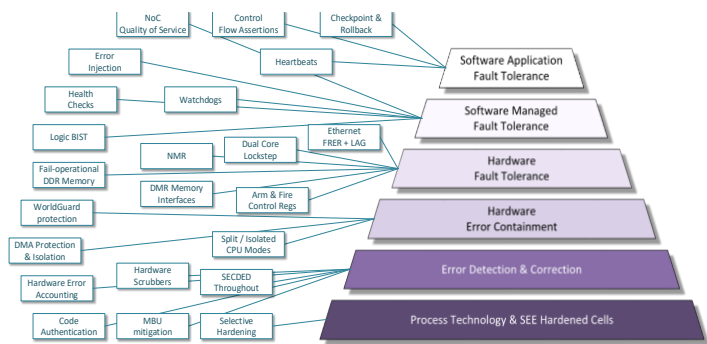 NoC
Quality of Service
Control
Flow Assertions
Checkpoint &
Rollback
Error
Injection
Heartbeats
Software Application
Fault Tolerance
Health
Checks
Watchdogs
Software Managed
Fault Tolerance
Logic BIST
Ethernet
FRER + LAG
Dual Core
Lockstep
NMR
Hardware
Fault Tolerance
Fail-operational
DDR Memory
DMR Memory
Interfaces
Arm & Fire
Control Regs
WorldGuard
protection
Hardware
Error Containment
DMA Protection
& Isolation
Split / Isolated
CPU Modes
Hardware
Scrubbers
SECDED
Throughout
Error Detection & Correction
Hardware Error
Accounting
Code
Authentication
MBU
mitigation
Selective
Hardening
Process Technology & SEE Hardened Cells